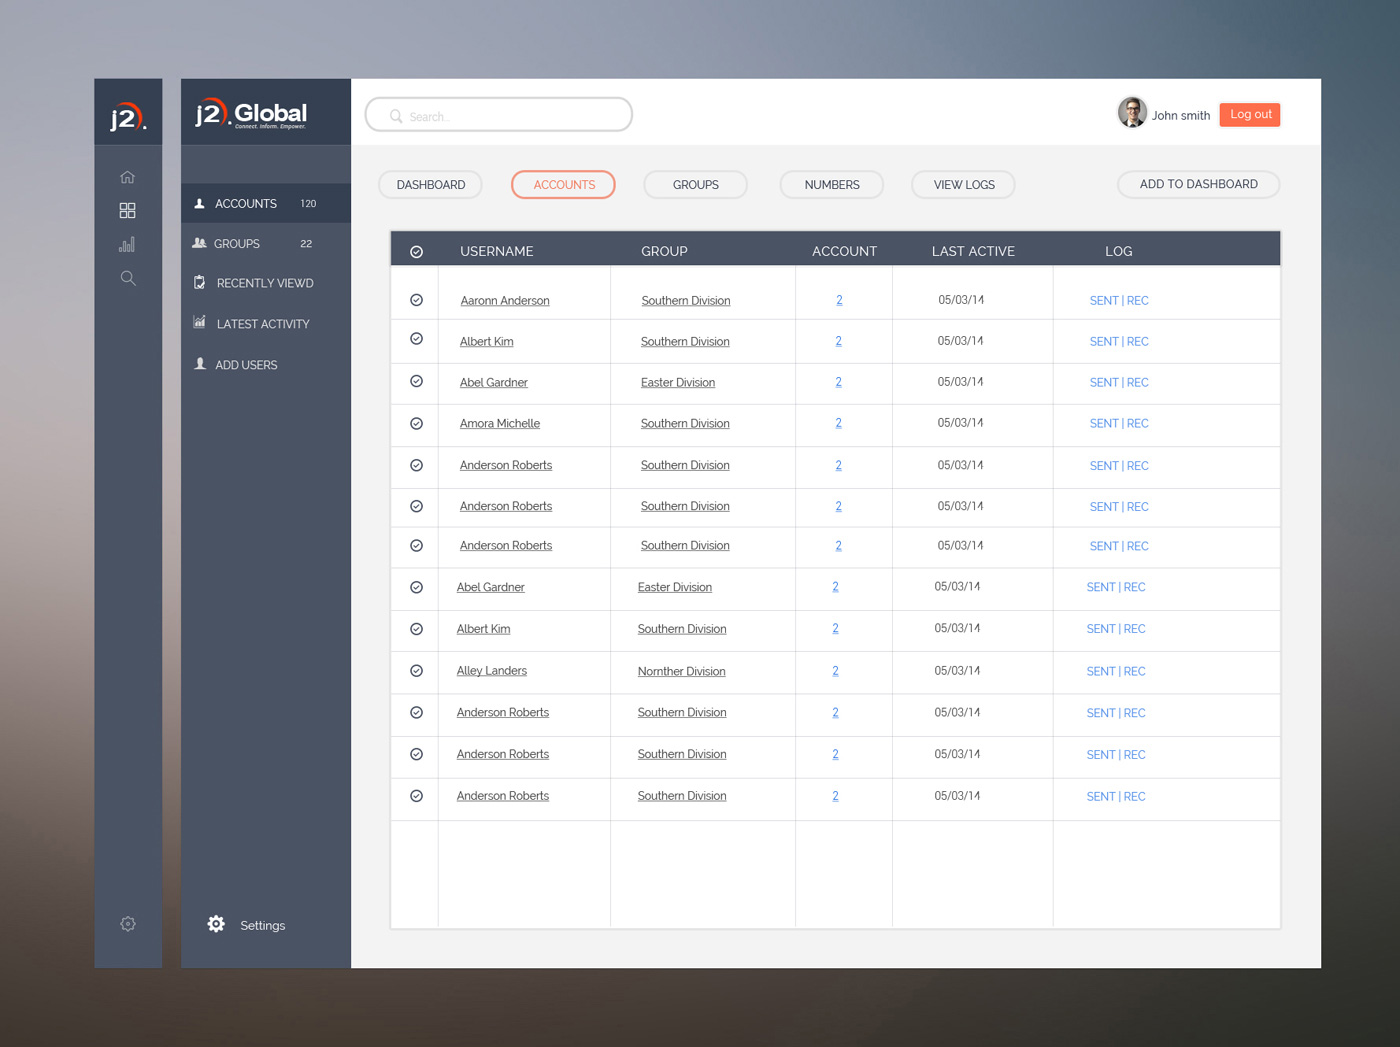 j2.
j2. Global
Connect. Inform. Empower.
Search...
John smith
Log out
DASHBOARD
ACCOUNTS
GROUPS
NUMBERS
VIEW LOGS
ADD TO DASHBOARD
ACCOUNTS 120
GROUPS 22
RECENTLY VIEWD
LATEST ACTIVITY
ADD USERS
Settings
USERNAME GROUP ACCOUNT LAST ACTIVE LOG
Aaronn Anderson Southern Division 2 05/03/14 SENT | REC
Albert Kim Southern Division 2 05/03/14 SENT | REC
Abel Gardner Easter Division 2 05/03/14 SENT | REC
Amora Michelle Southern Division 2 05/03/14 SENT | REC
Anderson Roberts Southern Division 2 05/03/14 SENT | REC
Anderson Roberts Southern Division 2 05/03/14 SENT | REC
Anderson Roberts Southern Division 2 05/03/14 SENT | REC
Abel Gardner Easter Division 2 05/03/14 SENT | REC
Albert Kim Southern Division 2 05/03/14 SENT | REC
Alley Landers Nornther Division 2 05/03/14 SENT | REC
Anderson Roberts Southern Division 2 05/03/14 SENT | REC
Anderson Roberts Southern Division 2 05/03/14 SENT | REC
Anderson Roberts Southern Division 2 05/03/14 SENT | REC